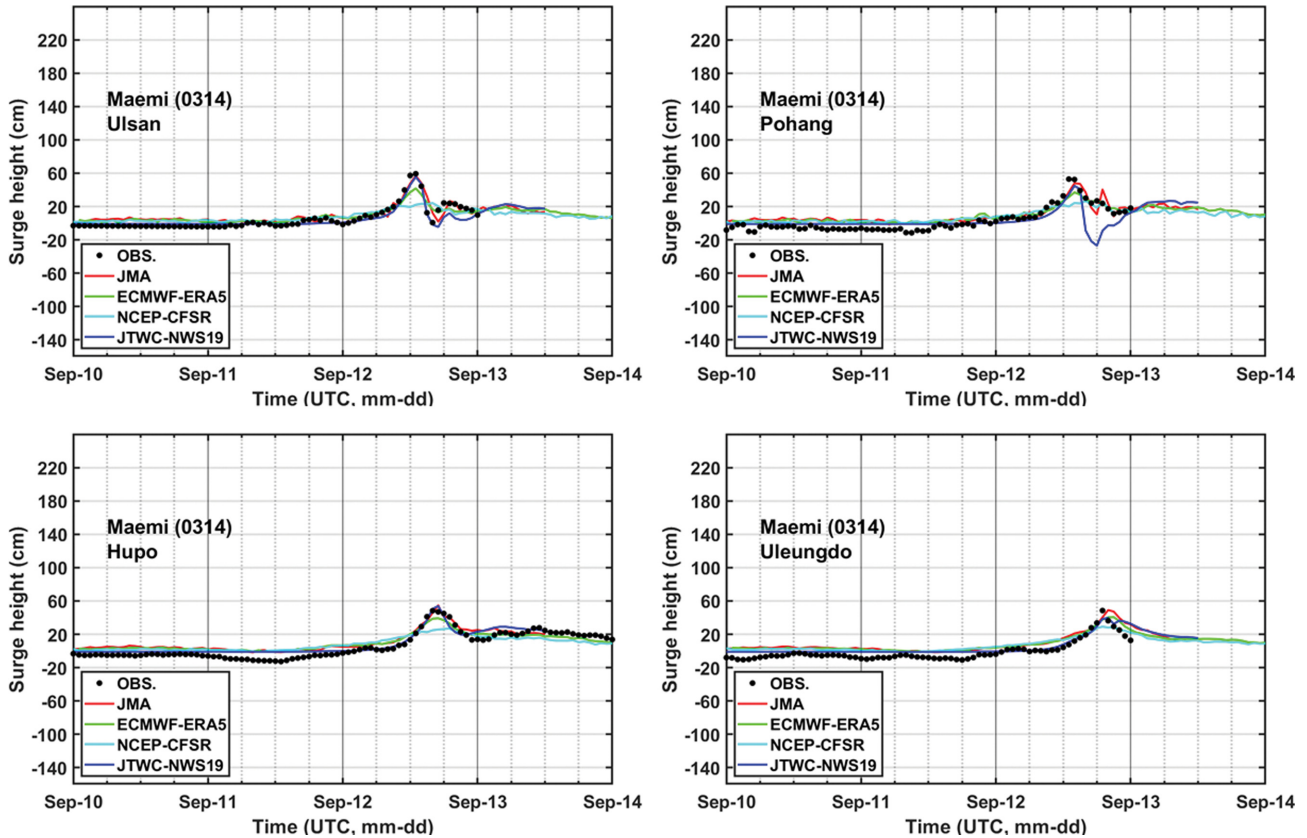 220
180
140
100
60
20
-20
-60
-100
-140
Surge height (cm)
Maemi (0314)
Ulsan
OBS.
JMA
ECMWF-ERA5
NCEP-CFSR
JTWC-NWS19
Sep-10 Sep-11 Sep-12 Sep-13 Sep-14
Time (UTC, mm-dd)
220
180
140
100
60
20
-20
-60
-100
-140
Surge height (cm)
Maemi (0314)
Pohang
OBS.
JMA
ECMWF-ERA5
NCEP-CFSR
JTWC-NWS19
Sep-10 Sep-11 Sep-12 Sep-13 Sep-14
Time (UTC, mm-dd)
220
180
140
100
60
20
-20
-60
-100
-140
Surge height (cm)
Maemi (0314)
Hupo
OBS.
JMA
ECMWF-ERA5
NCEP-CFSR
JTWC-NWS19
Sep-10 Sep-11 Sep-12 Sep-13 Sep-14
Time (UTC, mm-dd)
220
180
140
100
60
20
-20
-60
-100
-140
Surge height (cm)
Maemi (0314)
Uleungdo
OBS.
JMA
ECMWF-ERA5
NCEP-CFSR
JTWC-NWS19
Sep-10 Sep-11 Sep-12 Sep-13 Sep-14
Time (UTC, mm-dd)